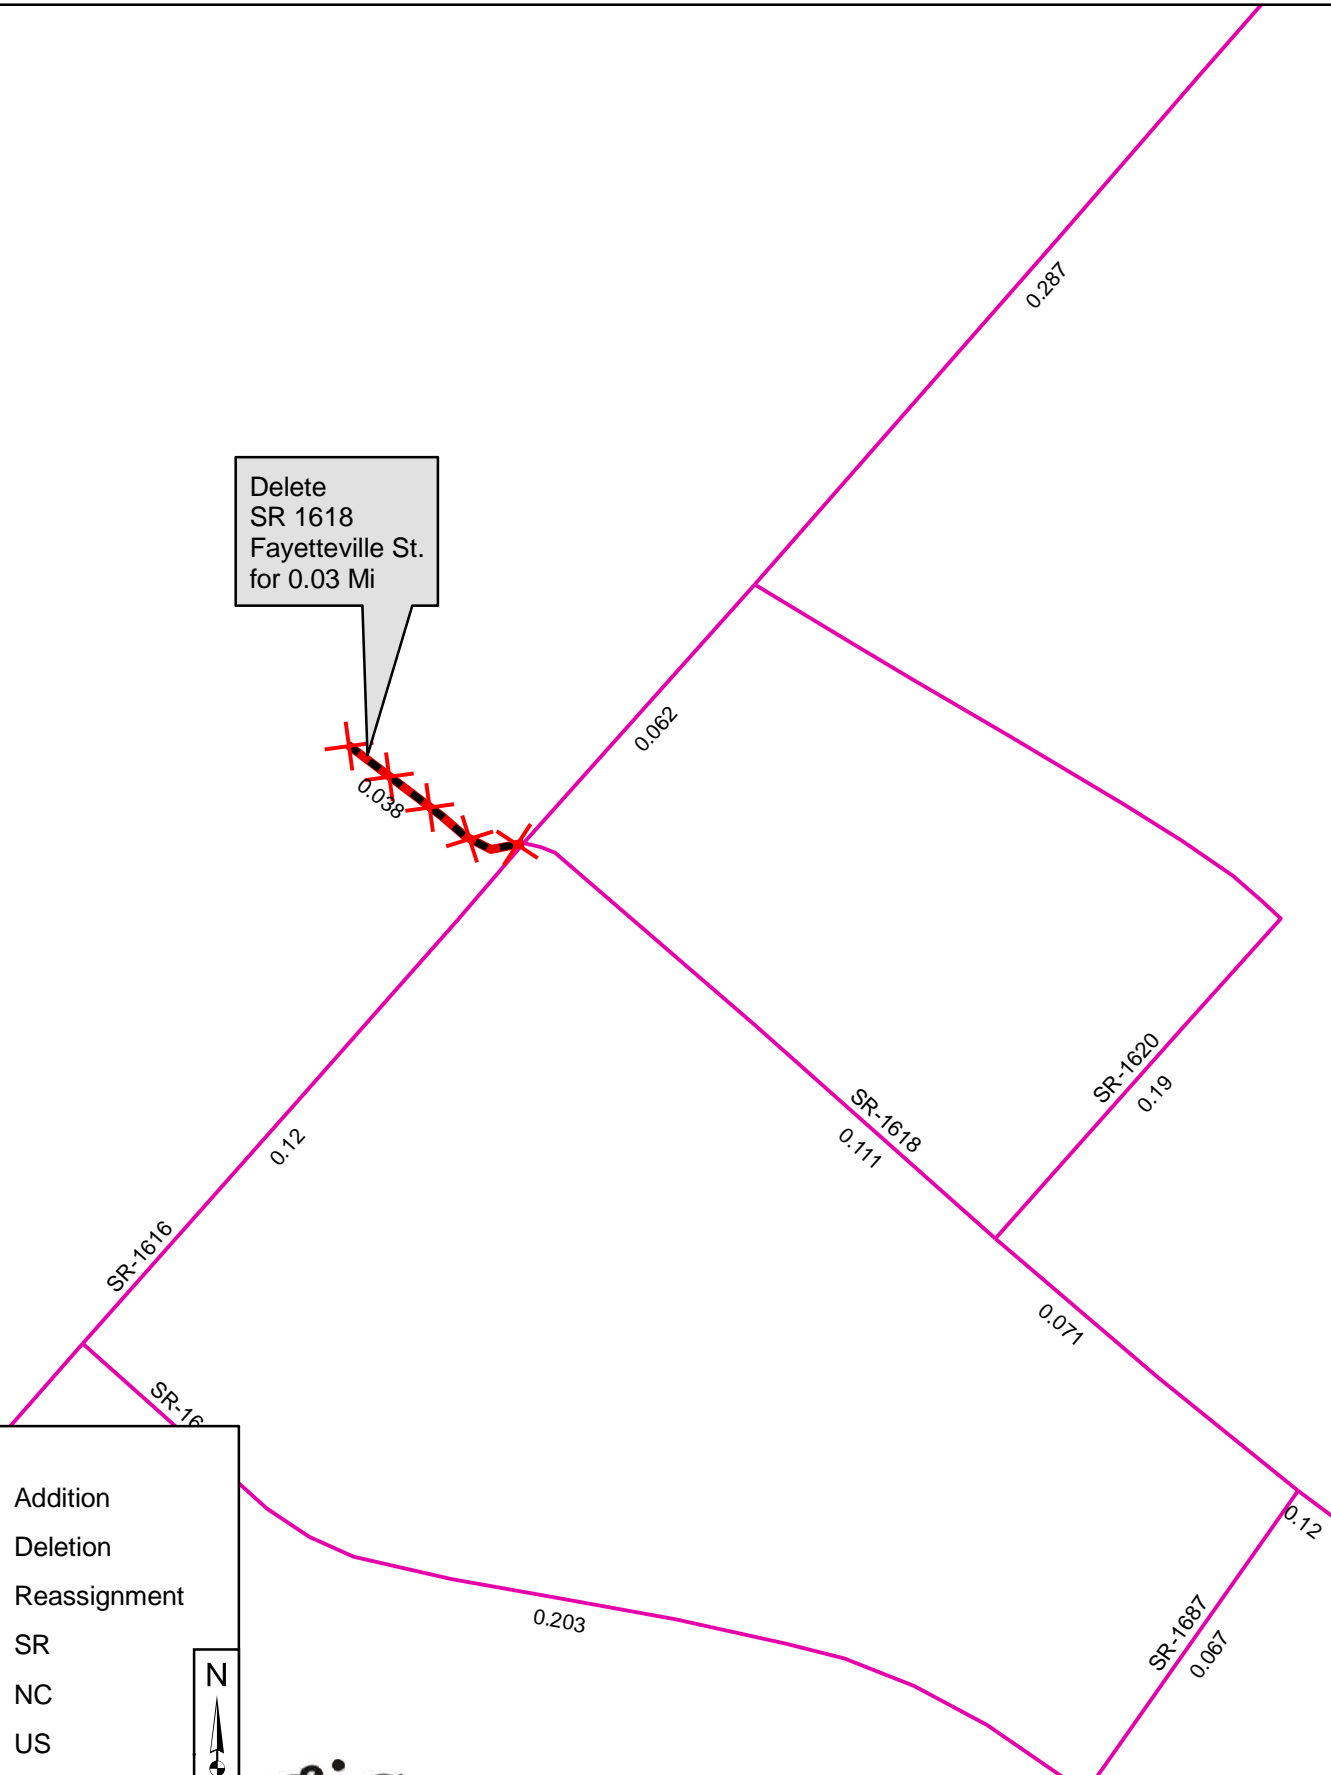 0.287
Delete
SR 1618
Fayetteville St.
for 0.03 Mi
0.062
0.038
SR-1620
0.19
SR-1618
0.111
0.12
SR-1616
0.071
SR-16
0.12
Addition
Deletion
Reassignment
SR
NC
US
N
0.203
SR-1687
0.067